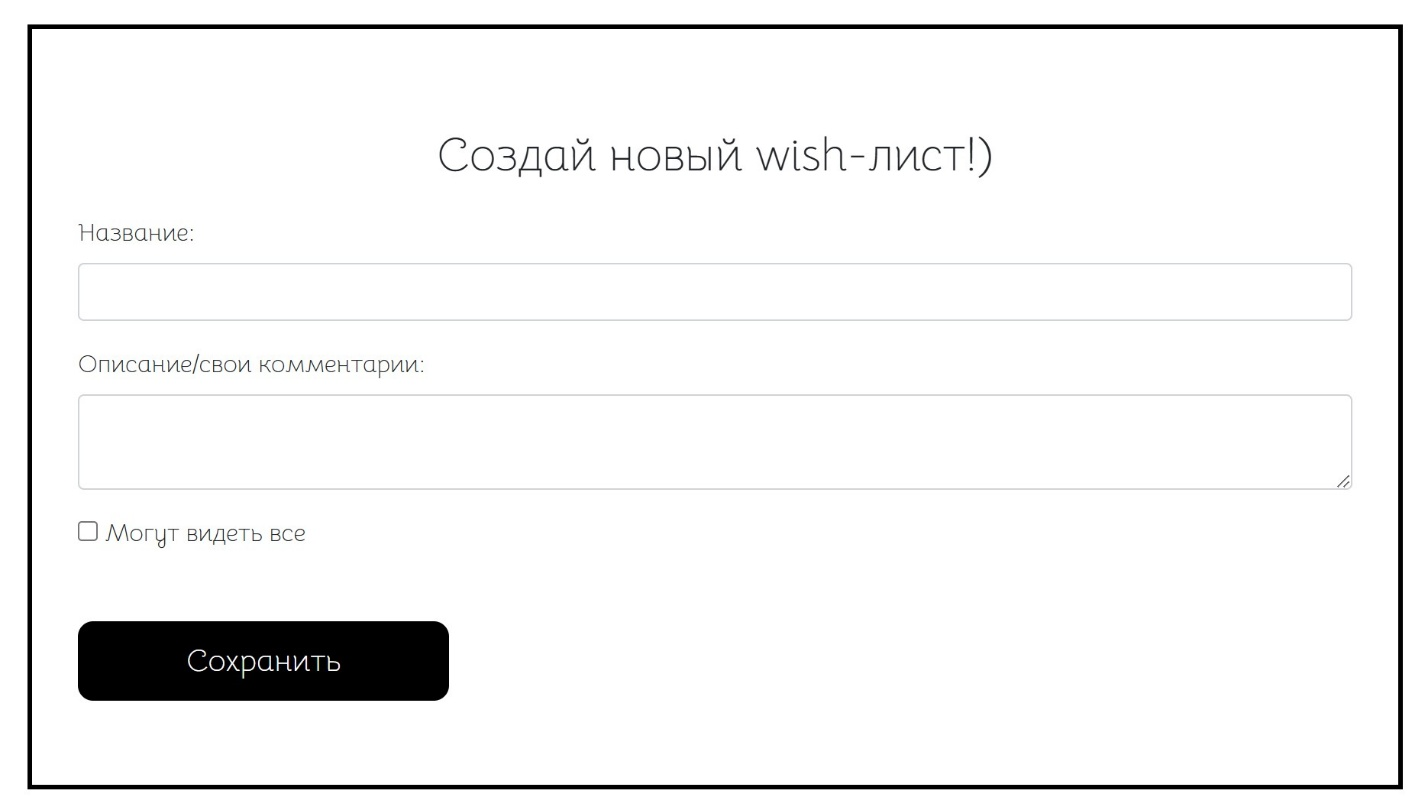 Создай новый wish-лист!)
Название:
Описание/свои комментарии:
Могут видеть все
Сохранить